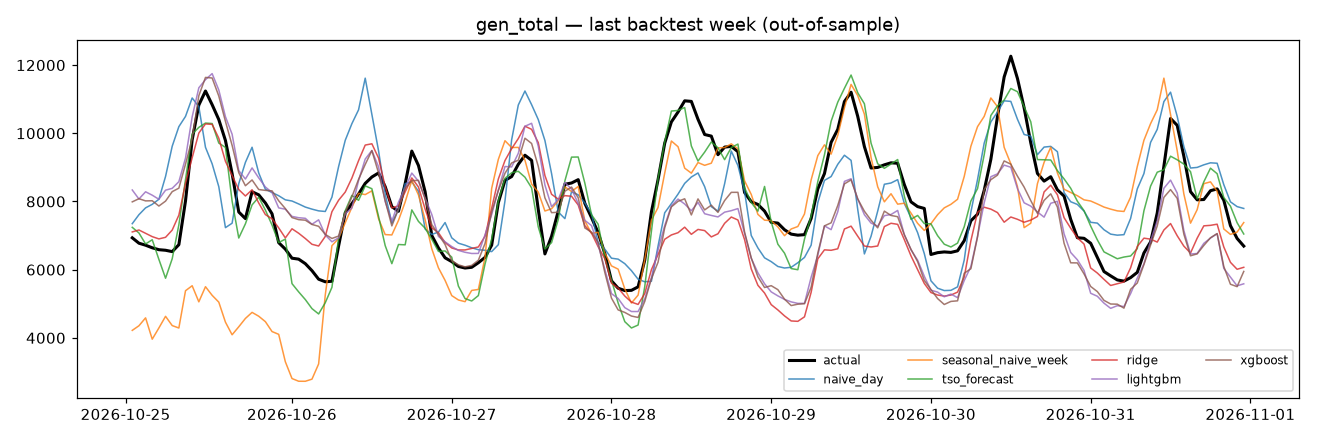 gen_total — last backtest week (out-of-sample)
12000
10000
8000
6000
4000
actual
naive_day
seasonal_naive_week
tso_forecast
ridge
lightgbm
xgboost
2026-10-25
2026-10-26
2026-10-27
2026-10-28
2026-10-29
2026-10-30
2026-10-31
2026-11-01